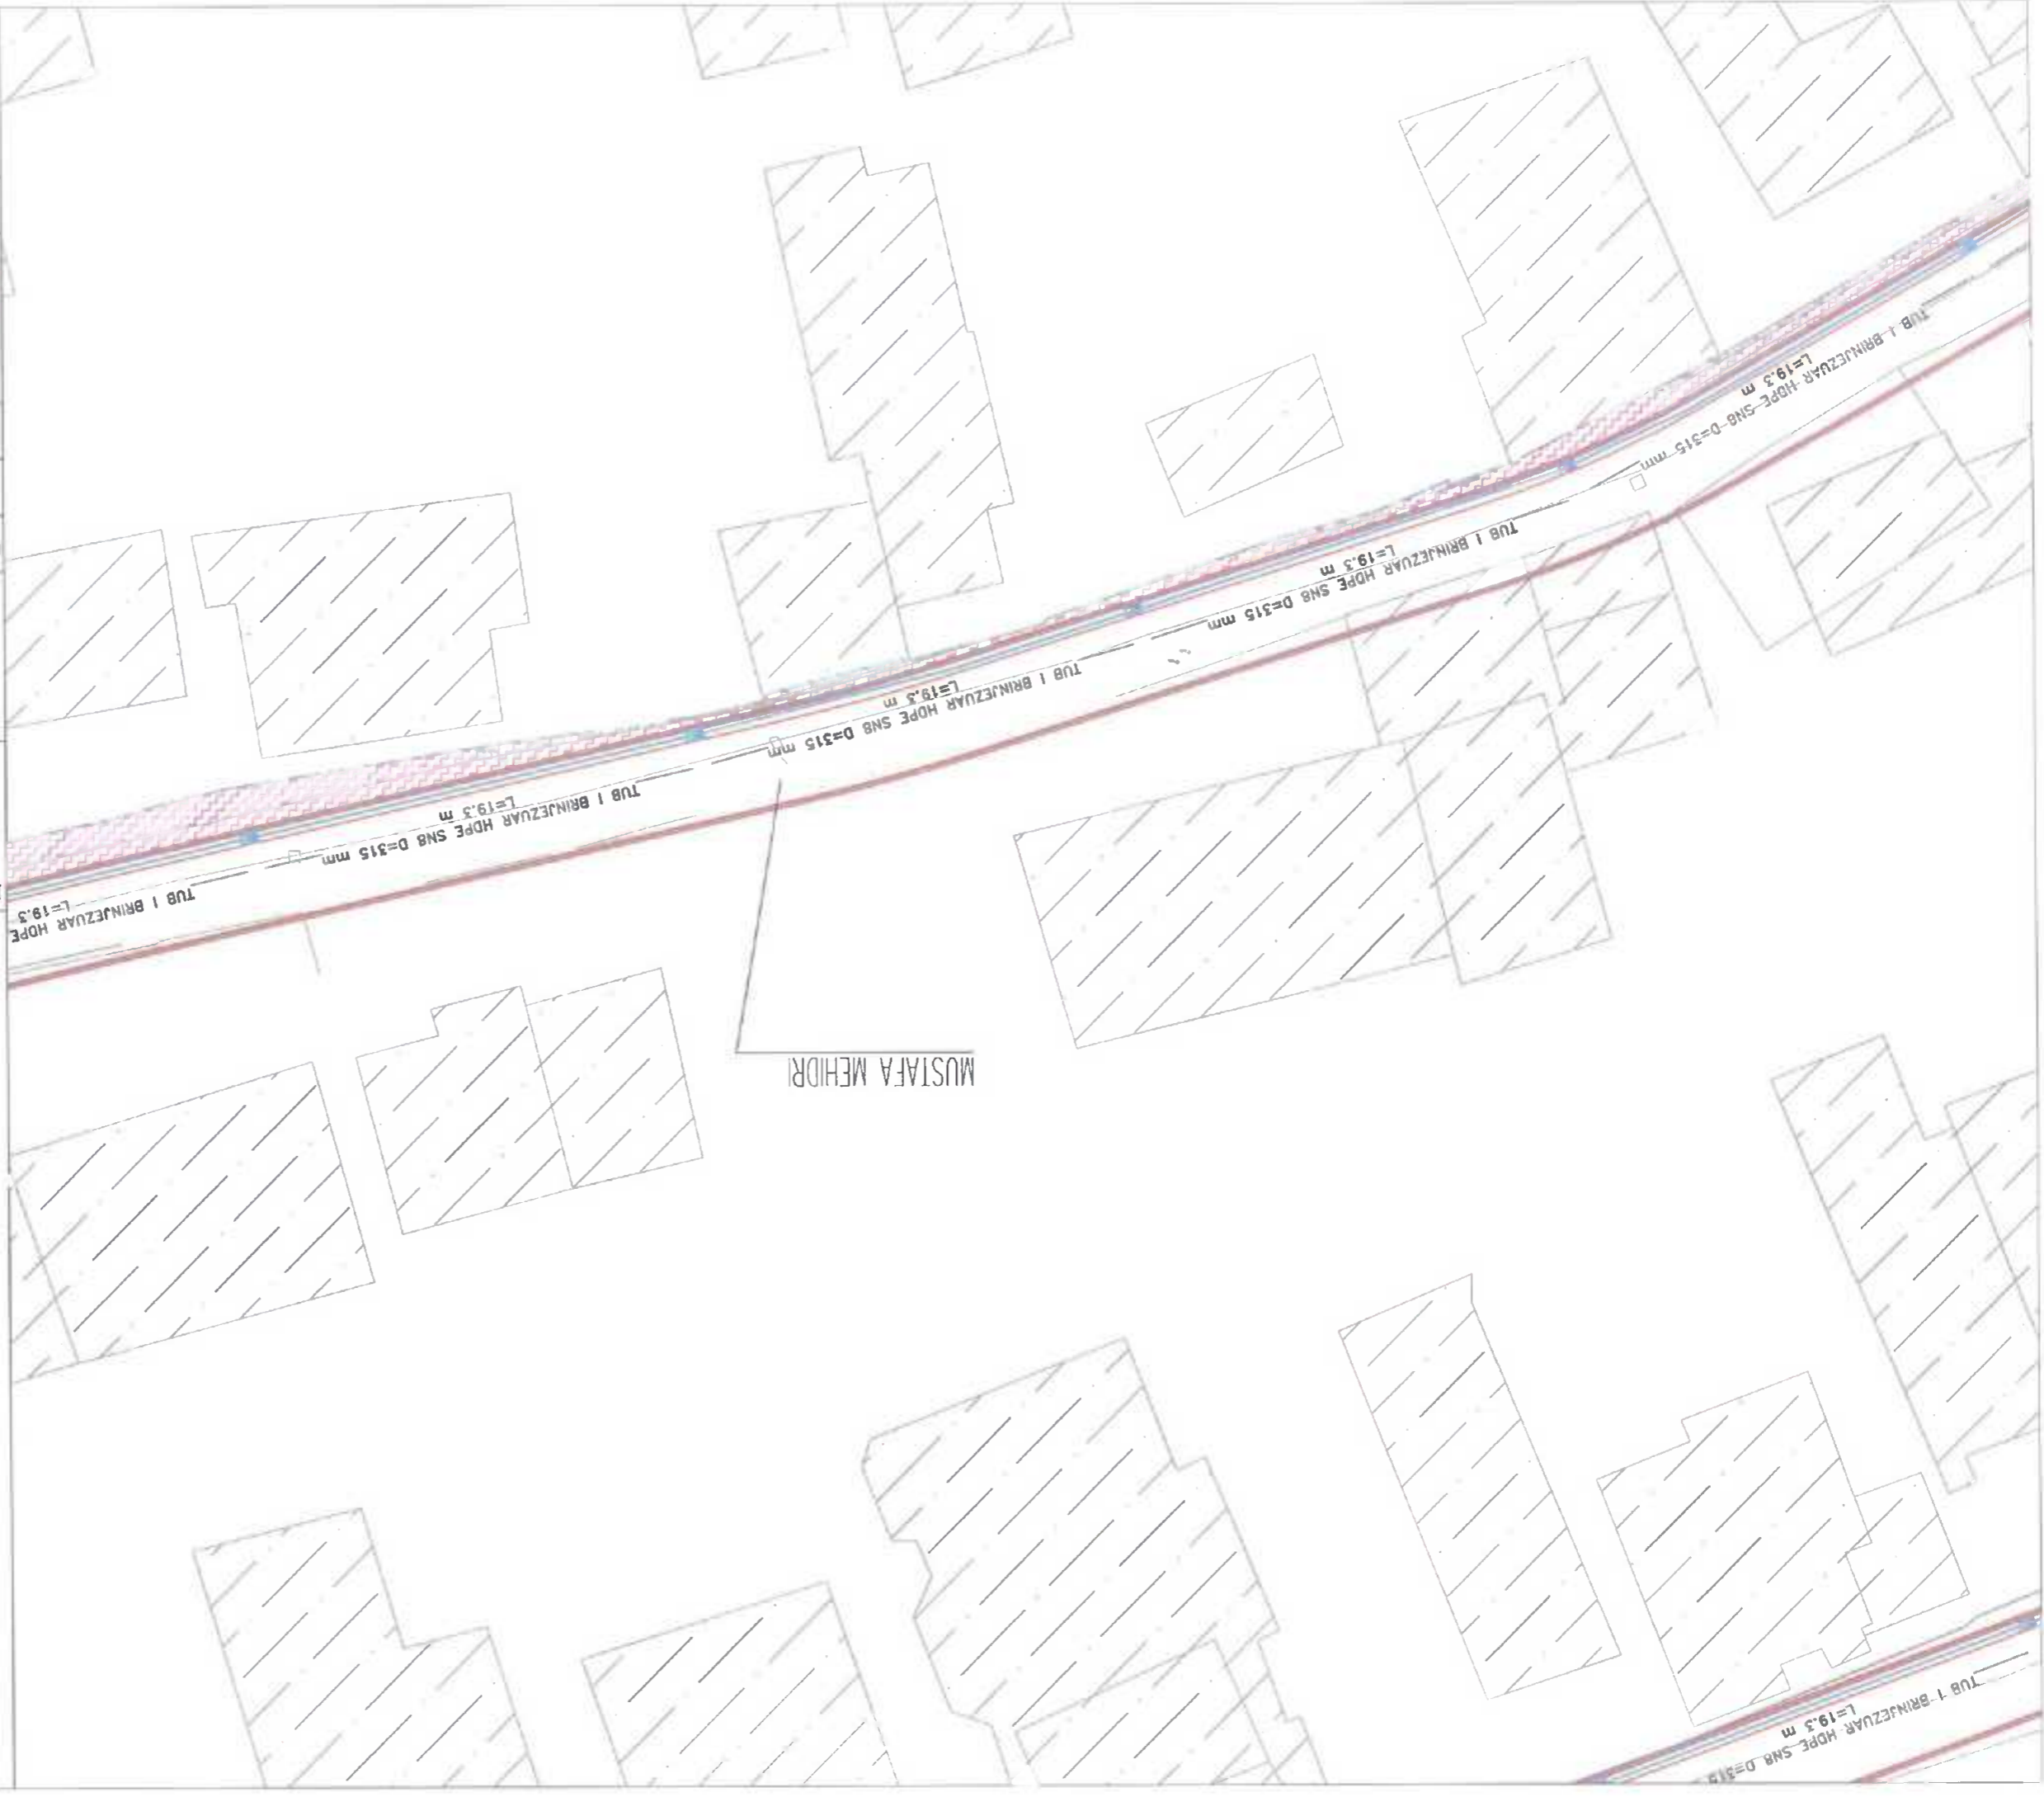 TUB I BRINJEZUAR HDPE SN8 D=315
L=19.3 m
MUSTAFA MEHIDRI
TUB I BRINJEZUAR HDPE
L=19.3
TUB I BRINJEZUAR HDPE SN8 D=315 mm
L=19.3 m
TUB I BRINJEZUAR HDPE SN8 D=315 mm
L=19.3 m
TUB I BRINJEZUAR HDPE SN8 D=315 mm
L=19.3 m
TUB I BRINJEZUAR HDPE SN8 D=315 mm
L=19.3 m